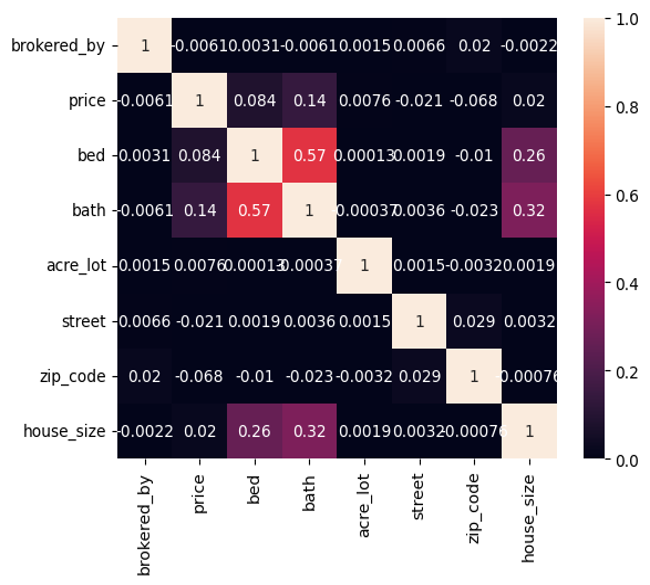 brokered_by 1 -0.0061 0.0031 -0.0061 0.0015 0.0066 0.02 -0.0022
price -0.0061 1 0.084 0.14 0.0076 -0.021 -0.068 0.02
bed 0.0031 0.084 1 0.57 0.00013 0.0019 -0.01 0.26
bath -0.0061 0.14 0.57 1 -0.00037 0.0036 -0.023 0.32
acre_lot 0.0015 0.0076 0.00013 -0.00037 1 0.0015 -0.0032 0.0019
street 0.0066 -0.021 0.0019 0.0036 0.0015 1 0.029 0.0032
zip_code 0.02 -0.068 -0.01 -0.023 -0.0032 0.029 1 -0.00076
house_size -0.0022 0.02 0.26 0.32 0.0019 0.0032 -0.00076 1
brokered_by price bed bath acre_lot street zip_code house_size
1.0
0.8
0.6
0.4
0.2
0.0